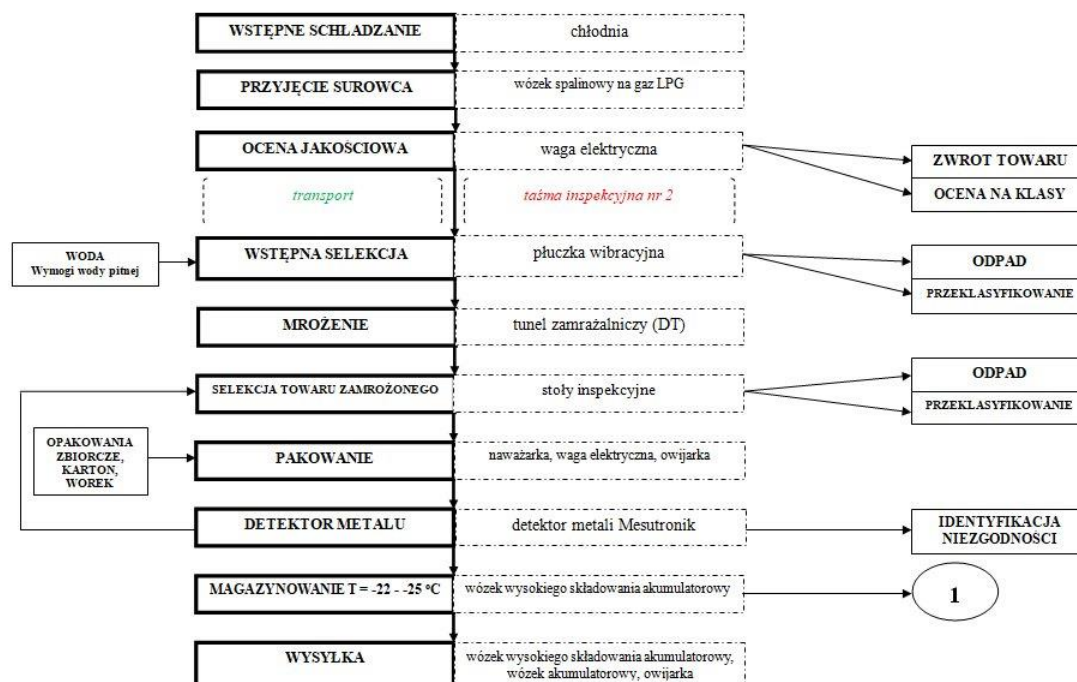 WSTĘPNE SCHŁADZANIE
chłodnia
PRZYJĘCIE SUROWCA
wózek spalinowy na gaz LPG
OCENA JAKOŚCIOWA
waga elektryczna
ZWROT TOWARU
OCENA NA KLASY
transport
taśma inspekcyjna nr 2
WODA
Wymogi wody pitnej
WSTĘPNA SELEKCJA
płuczka wibracyjna
ODPAD
PRZEKLASYFIKOWANIE
MROŻENIE
tunel zamrażalniczy (DT)
SELEKCJA TOWARU ZAMROŻONEGO
stoły inspekcyjne
ODPAD
PRZEKLASYFIKOWANIE
OPAKOWANIA
ZBIORCZE,
KARTON,
WOREK
PAKOWANIE
naważarka, waga elektryczna, owijarka
DETEKTOR METALU
detektor metali Mesutronik
IDENTYFIKACJA
NIEZGODNOŚCI
MAGAZYNOWANIE T = -22 - -25 °C
wózek wysokiego składowania akumulatorowy
1
WYSYŁKA
wózek wysokiego składowania akumulatorowy,
wózek akumulatorowy, owijarka